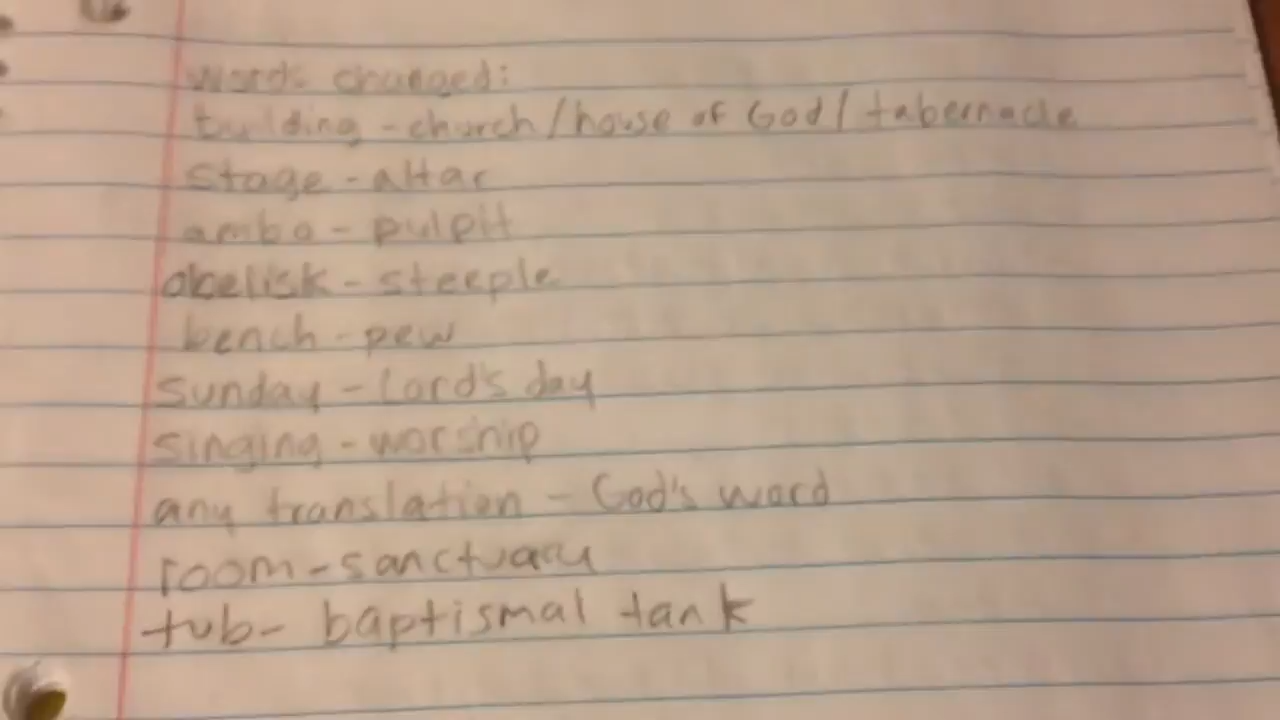 words changed:
building - church/house of God/tabernacle
stage - altar
ambo - pulpit
obelisk - steeple
bench - pew
Sunday - Lord's day
singing - worship
any translation - God's word
room - sanctuary
tub - baptismal tank